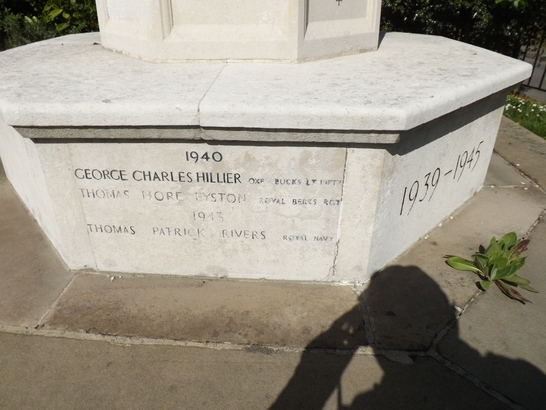 1940
GEORGE CHARLES HILLIER OXF. BUCKS LT INFTY
THOMAS MORE EYSTON ROYAL BERKS RGT
1943
THOMAS PATRICK RIVERS ROYAL NAVY
1939-1945